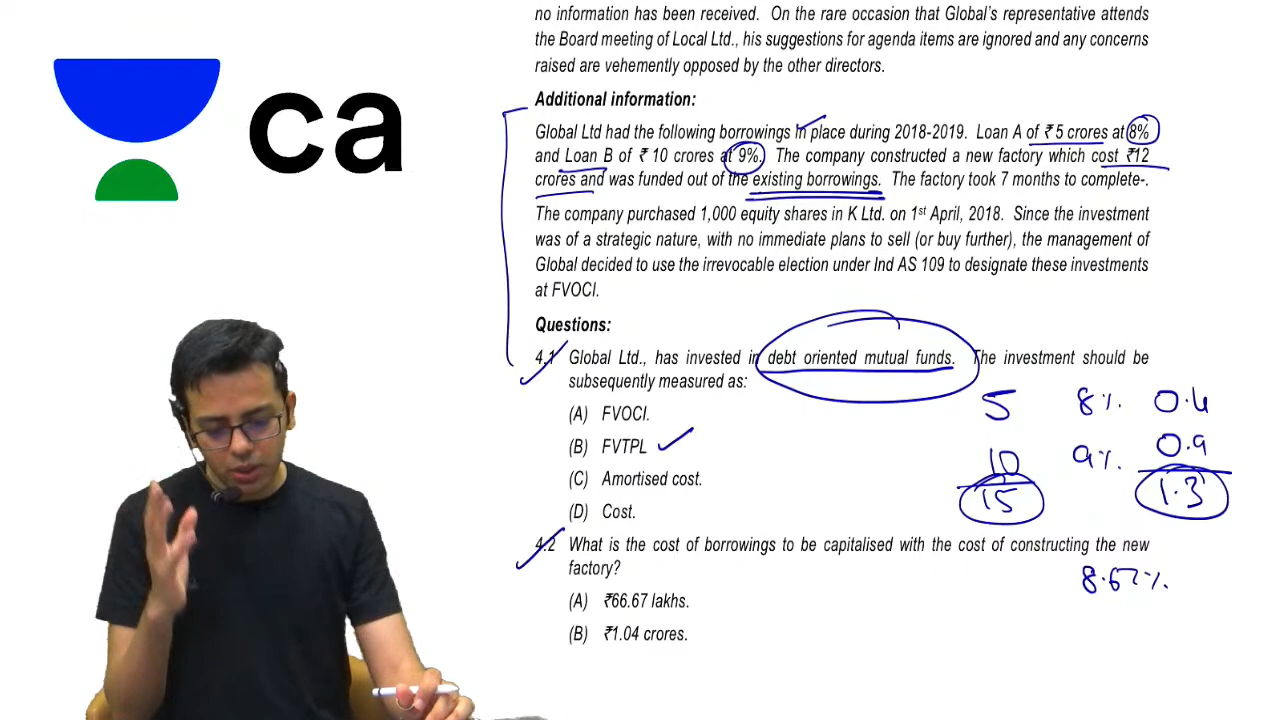 ca
no information has been received. On the rare occasion that Global's representative attends
the Board meeting of Local Ltd., his suggestions for agenda items are ignored and any concerns
raised are vehemently opposed by the other directors.
Additional information:
Global Ltd had the following borrowings in place during 2018-2019. Loan A of ₹ 5 crores at 8%
and Loan B of ₹ 10 crores at 9%. The company constructed a new factory which cost ₹12
crores and was funded out of the existing borrowings. The factory took 7 months to complete-.
The company purchased 1,000 equity shares in K Ltd. on 1st April, 2018. Since the investment
was of a strategic nature, with no immediate plans to sell (or buy further), the management of
Global decided to use the irrevocable election under Ind AS 109 to designate these investments
at FVOCI.
Questions:
4.1 Global Ltd., has invested in debt oriented mutual funds. The investment should be
subsequently measured as:
(A) FVOCI.
(B) FVTPL
(C) Amortised cost.
(D) Cost.
5 8% 0.4
10 9% 0.9
15 1.3
4.2 What is the cost of borrowings to be capitalised with the cost of constructing the new
factory?
8.67%
(A) ₹66.67 lakhs.
(B) ₹1.04 crores.